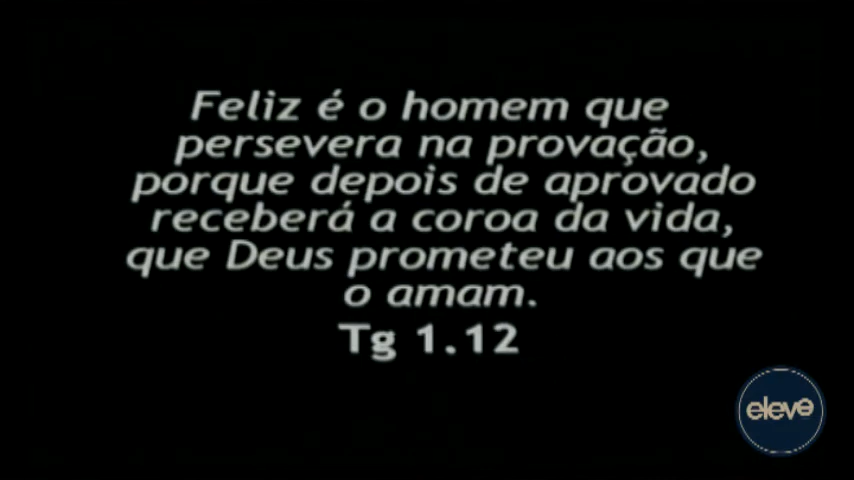 Feliz é o homem que
persevera na provação,
porque depois de aprovado
receberá a coroa da vida,
que Deus prometeu aos que
o amam.
Tg 1.12
eleve